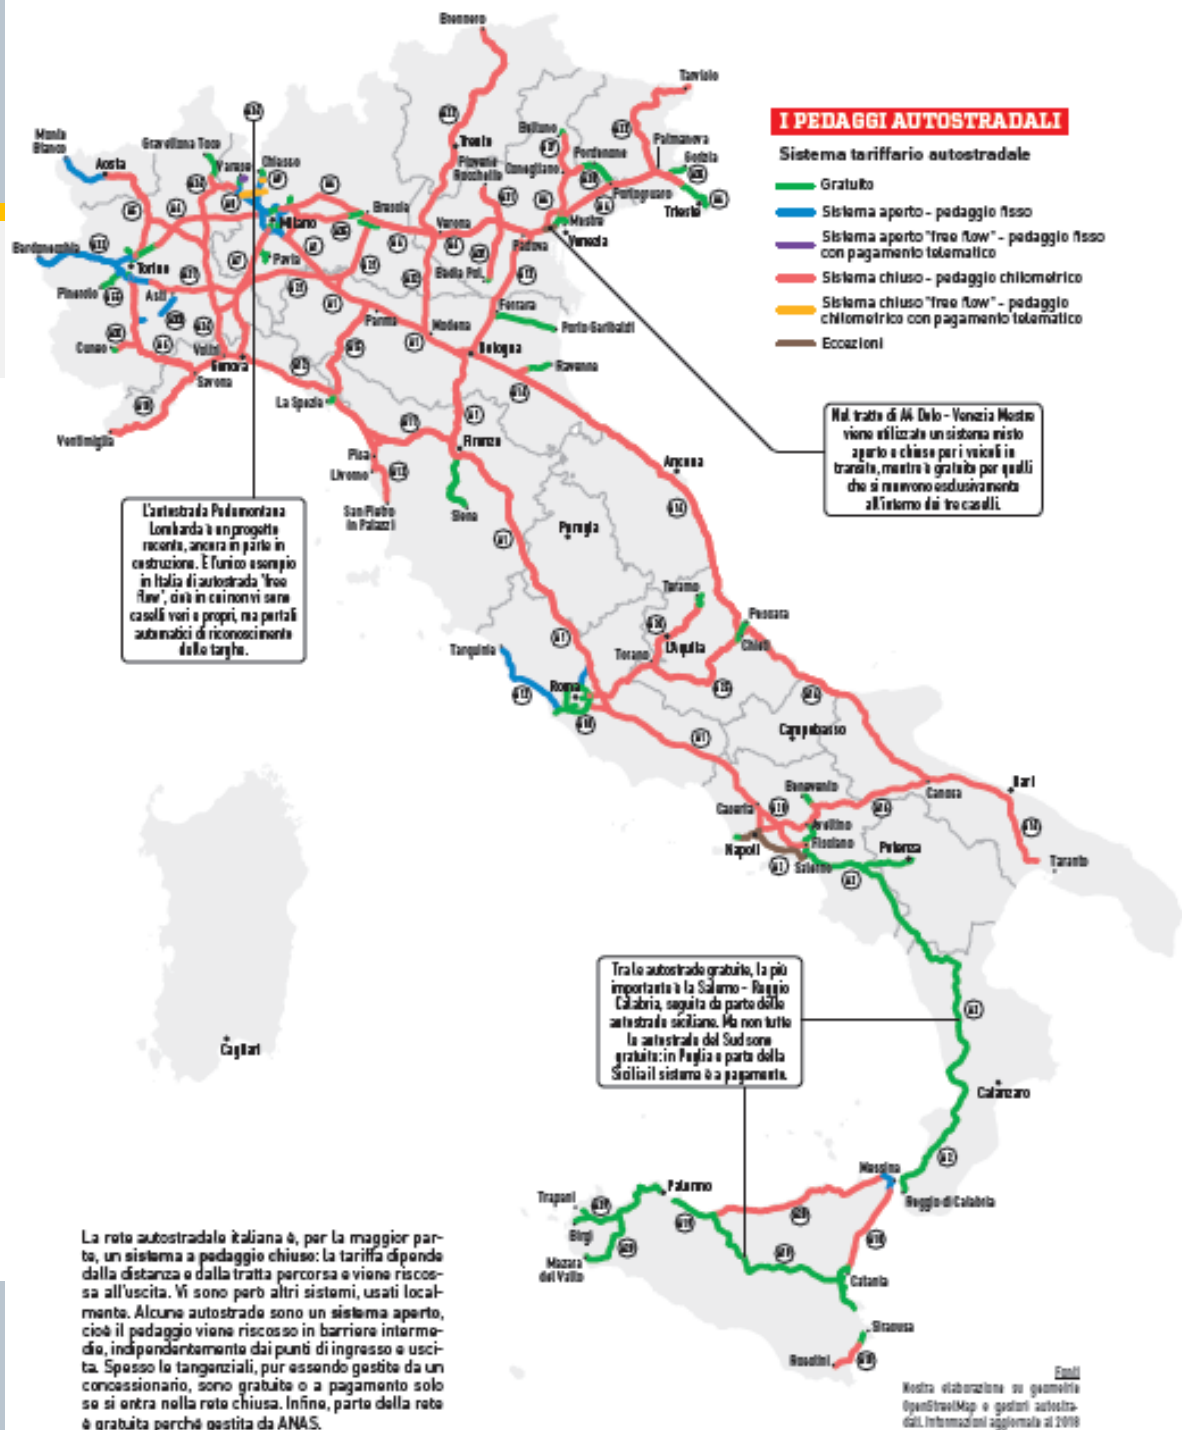 I PEDAGGI AUTOSTRADALI
Sistema tariffario autostradale
Gratuito
Sistema aperto - pedaggio fisso
Sistema aperto "free flow" - pedaggio fisso
con pagamento telematico
Sistema chiuso - pedaggio chilometrico
Sistema chiuso "free flow" - pedaggio
chilometrico con pagamento telematico
Eccezioni
Brennero
Tarvisio
Monte
Bianco
Aosta
Gravellona Toce
Varese
Chiasso
Trento
Piovene
Rocchette
Belluno
Conegliano
Pordenone
Palmanova
Gorizia
Portogruaro
Trieste
Milano
Brescia
Verona
Padova
Mestre
Venezia
Bardonecchia
Torino
Pavia
Badia Pol.
Pinerolo
Asti
Ferrara
Porto Garibaldi
Parma
Modena
Cuneo
Voltri
Genova
Savona
Bologna
Ravenna
La Spezia
Ventimiglia
Firenze
Pisa
Livorno
San Pietro
in Palazzi
Siena
Ancona
Perugia
Nel tratto di A4 Dolo - Venezia Mestre
viene utilizzato un sistema misto
aperto e chiuso per i veicoli in
transito, mentre è gratuito per quelli
che si muovono esclusivamente
all'interno dei tre caselli.
L'autostrada Pedemontana
Lombarda è un progetto
recente, ancora in parte in
costruzione. È l'unico esempio
in Italia di autostrada "free
flow", cioè in cui non vi sono
caselli veri e propri, ma portali
automatici di riconoscimento
delle targhe.
Teramo
Pescara
Chieti
L'Aquila
Torano
Tarquinia
Roma
Campobasso
Benevento
Caserta
Canosa
Bari
Avellino
Fisciano
Napoli
Salerno
Potenza
Taranto
Tra le autostrade gratuite, la più
importante è la Salerno - Reggio
Calabria, seguita da parte delle
autostrade siciliane. Ma non tutte
le autostrade del Sud sono
gratuite: in Puglia e parte della
Sicilia il sistema è a pagamento.
Cagliari
Catanzaro
Messina
Reggio di Calabria
Palermo
Trapani
Birgi
Mazara
del Vallo
Catania
Siracusa
Rosolini
La rete autostradale italiana è, per la maggior par-
te, un sistema a pedaggio chiuso: la tariffa dipende
dalla distanza e dalla tratta percorsa e viene riscos-
sa all'uscita. Vi sono però altri sistemi, usati local-
mente. Alcune autostrade sono un sistema aperto,
cioè il pedaggio viene riscosso in barriere interme-
die, indipendentemente dai punti di ingresso e usci-
ta. Spesso le tangenziali, pur essendo gestite da un
concessionario, sono gratuite o a pagamento solo
se si entra nella rete chiusa. Infine, parte della rete
è gratuita perché gestita da ANAS.
Fonti
Nostra elaborazione su geometrie
OpenStreetMap e gestori autostra-
dali. Informazioni aggiornate al 2018